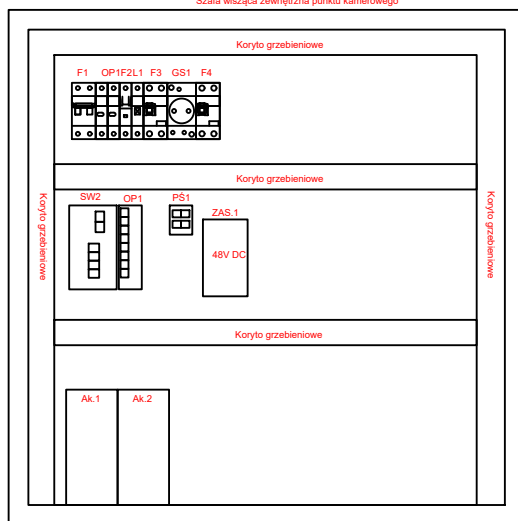 Szafa wisząca zewnętrzna punktu kamerowego
Koryto grzebieniowe
F1 OP1 F2 L1 F3 GS1 F4
Koryto grzebieniowe
Koryto grzebieniowe
Koryto grzebieniowe
SW2 OP1 PŚ1
ZAS.1
48V DC
Koryto grzebieniowe
Ak.1 Ak.2